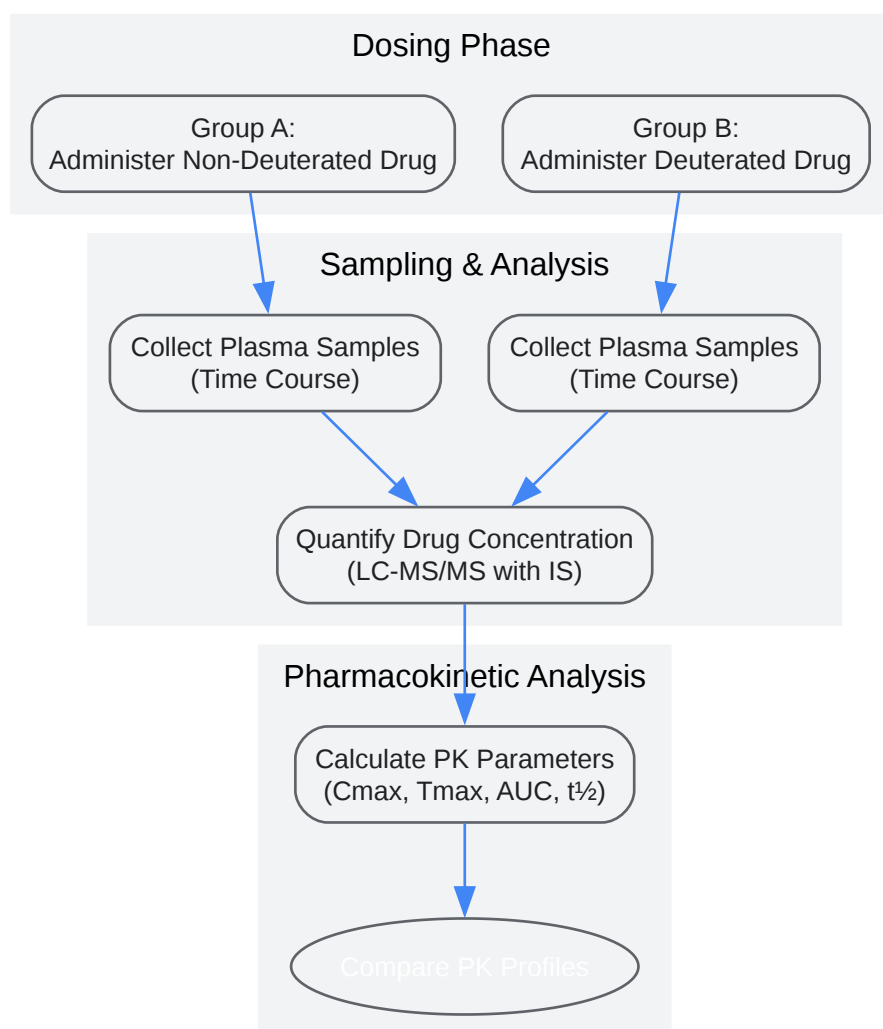 Dosing Phase
Group A:
Administer Non-Deuterated Drug
Group B:
Administer Deuterated Drug
Sampling & Analysis
Collect Plasma Samples
(Time Course)
Collect Plasma Samples
(Time Course)
Quantify Drug Concentration
(LC-MS/MS with IS)
Pharmacokinetic Analysis
Calculate PK Parameters
(Cmax, Tmax, AUC, t½)
Compare PK Profiles